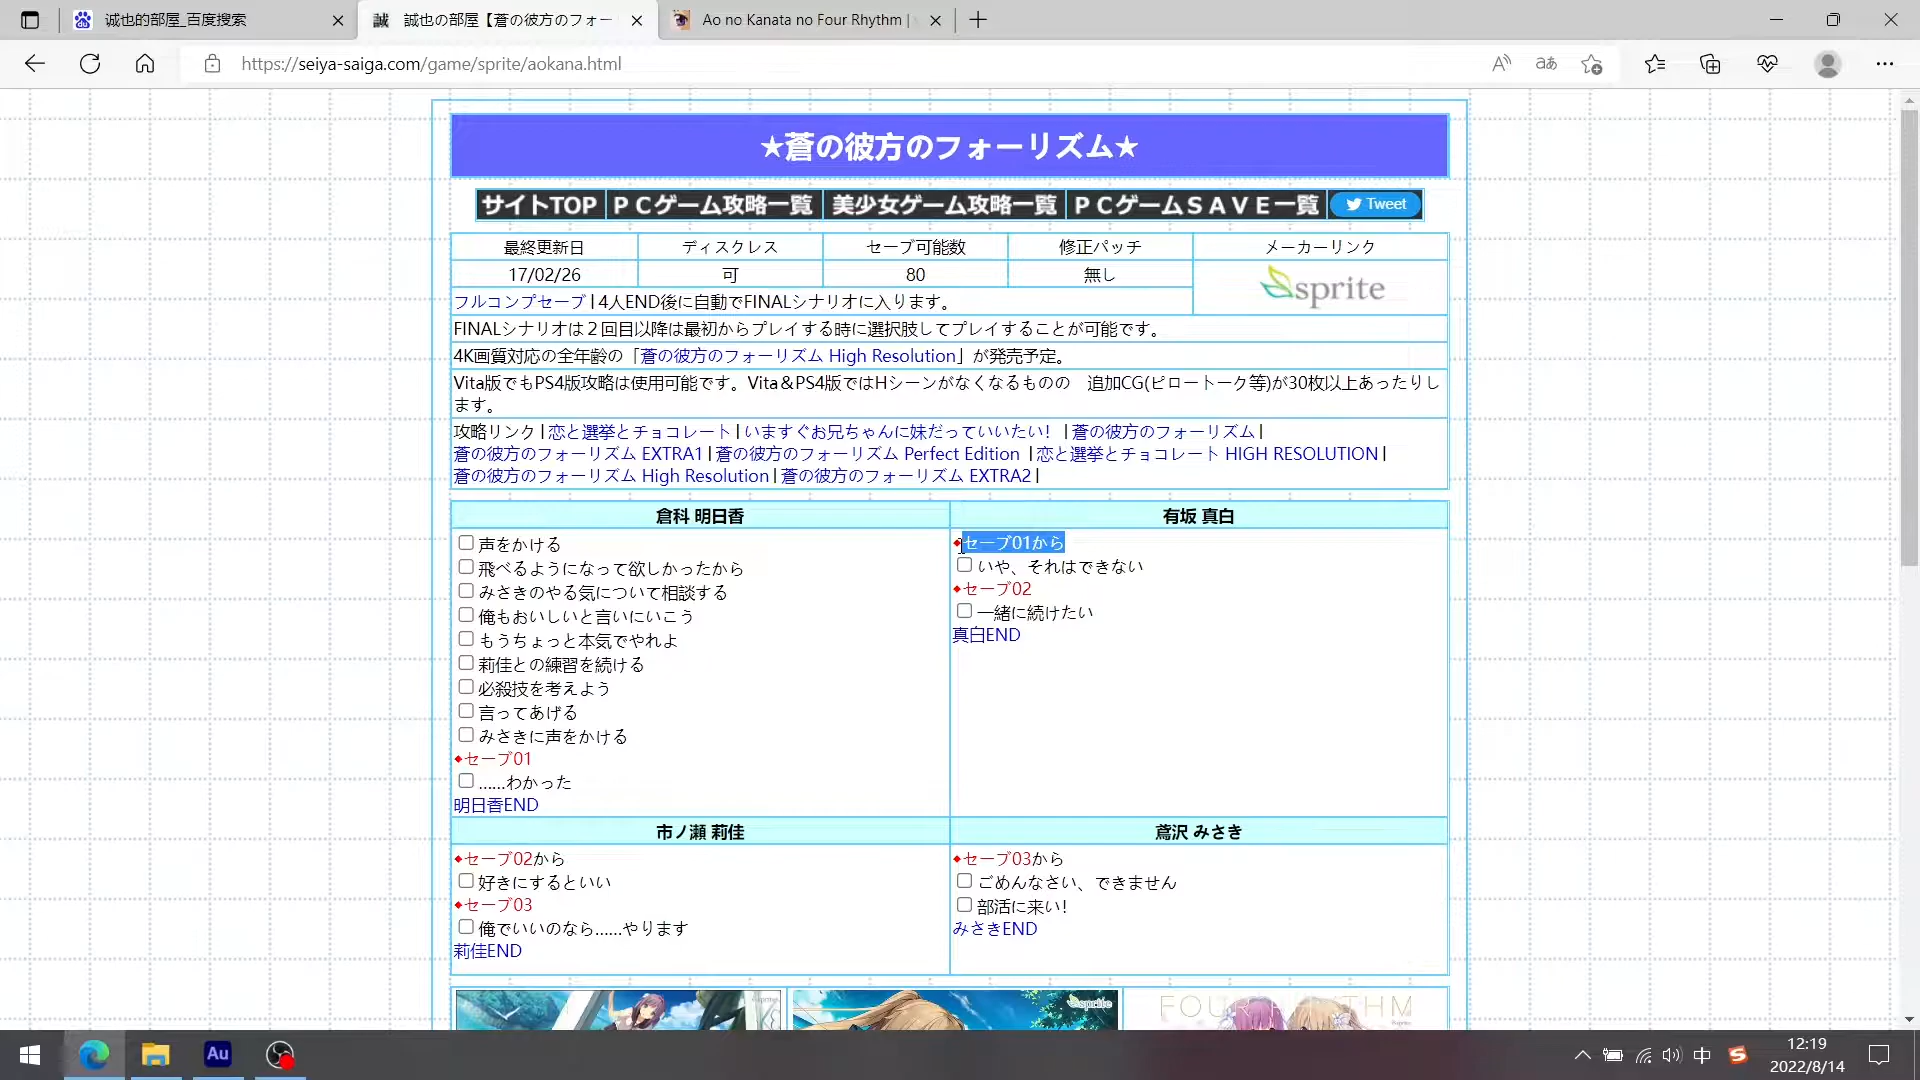 诚也的部屋_百度搜索
誠 誠也の部屋【蒼の彼方のフォー
Ao no Kanata no Four Rhythm |
https://seiya-saiga.com/game/sprite/aokana.html
★蒼の彼方のフォーリズム★
サイトTOP ＰＣゲーム攻略一覧 美少女ゲーム攻略一覧 ＰＣゲームＳＡＶＥ一覧 Tweet
最終更新日 ディスクレス セーブ可能数 修正パッチ メーカーリンク
17/02/26 可 80 無し sprite
フルコンプセーブ | 4人END後に自動でFINALシナリオに入ります。
FINALシナリオは２回目以降は最初からプレイする時に選択肢してプレイすることが可能です。
4K画質対応の全年齢の「蒼の彼方のフォーリズム High Resolution」が発売予定。
Vita版でもPS4版攻略は使用可能です。Vita＆PS4版ではHシーンがなくなるものの　追加CG(ピロートーク等)が30枚以上あったりし
ます。
攻略リンク | 恋と選挙とチョコレート | いますぐお兄ちゃんに妹だっていいたい！ | 蒼の彼方のフォーリズム |
蒼の彼方のフォーリズム EXTRA1 | 蒼の彼方のフォーリズム Perfect Edition | 恋と選挙とチョコレート HIGH RESOLUTION |
蒼の彼方のフォーリズム High Resolution | 蒼の彼方のフォーリズム EXTRA2 |
倉科 明日香
声をかける
飛べるようになって欲しかったから
みさきのやる気について相談する
俺もおいしいと言いにいこう
もうちょっと本気でやれよ
莉佳との練習を続ける
必殺技を考えよう
言ってあげる
みさきに声をかける
◆セーブ01
……わかった
明日香END
有坂 真白
◆セーブ01から
いや、それはできない
◆セーブ02
一緒に続けたい
真白END
市ノ瀬 莉佳
◆セーブ02から
好きにするといい
◆セーブ03
俺でいいのなら……やります
莉佳END
鳶沢 みさき
◆セーブ03から
ごめんなさい、できません
部活に来い！
みさきEND
sprite
FOUR RHYTHM
Au
中
12:19
2022/8/14